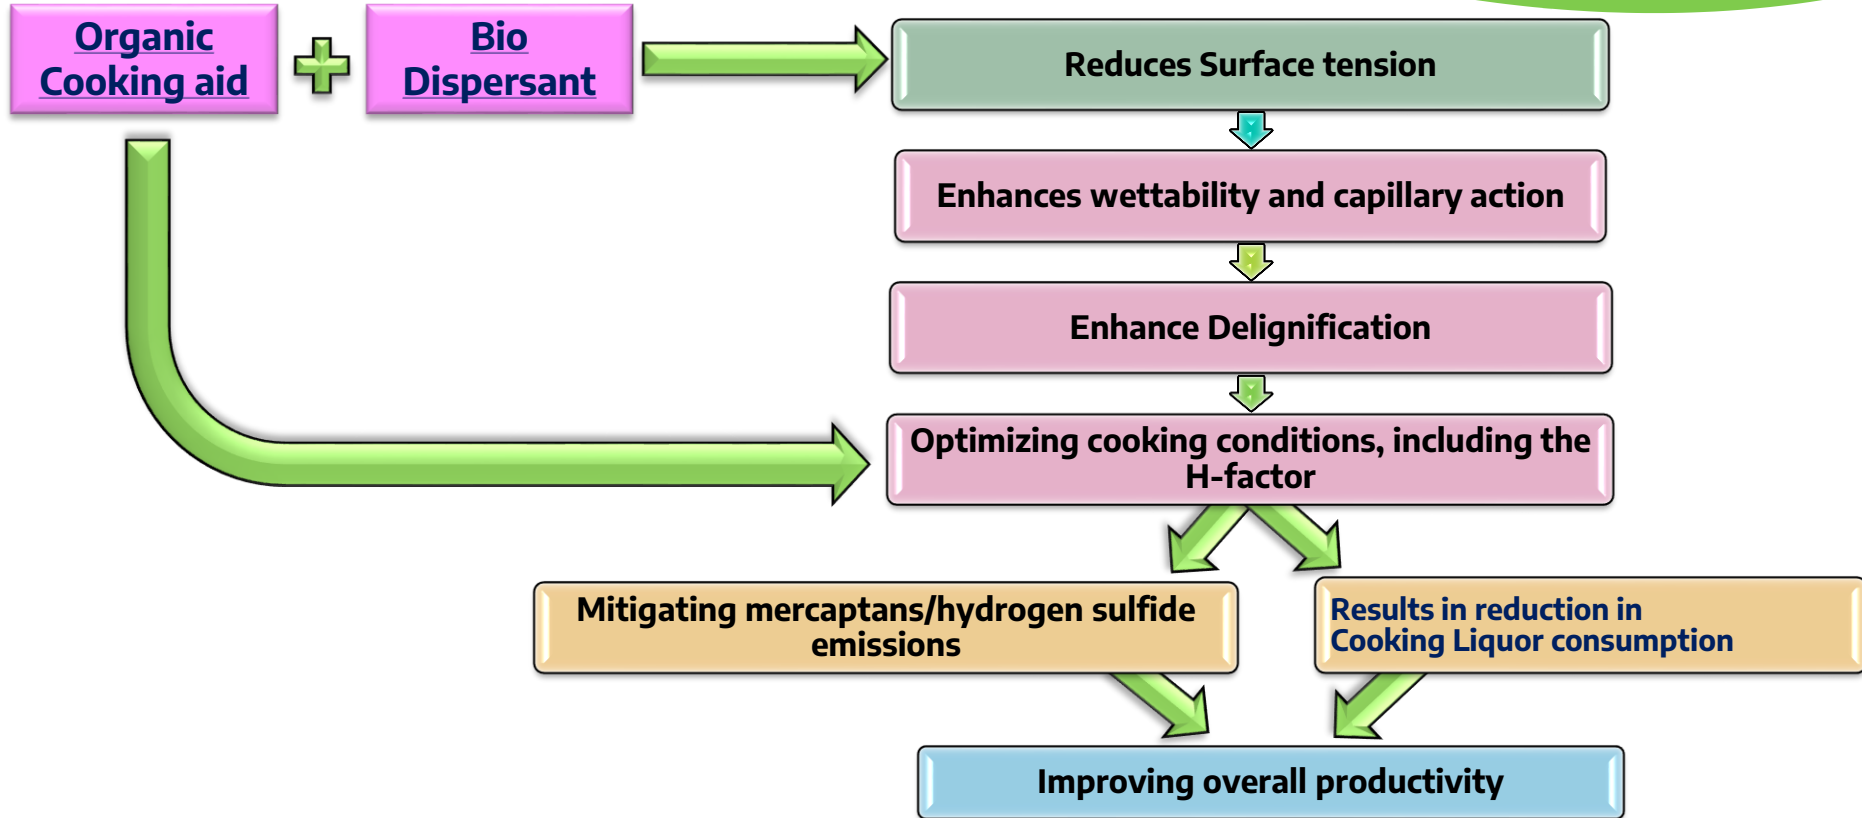 Organic
Cooking aid
Bio
Dispersant
Reduces Surface tension
Enhances wettability and capillary action
Enhance Delignification
Optimizing cooking conditions, including the
H-factor
Mitigating mercaptans/hydrogen sulfide
emissions
Results in reduction in
Cooking Liquor consumption
Improving overall productivity